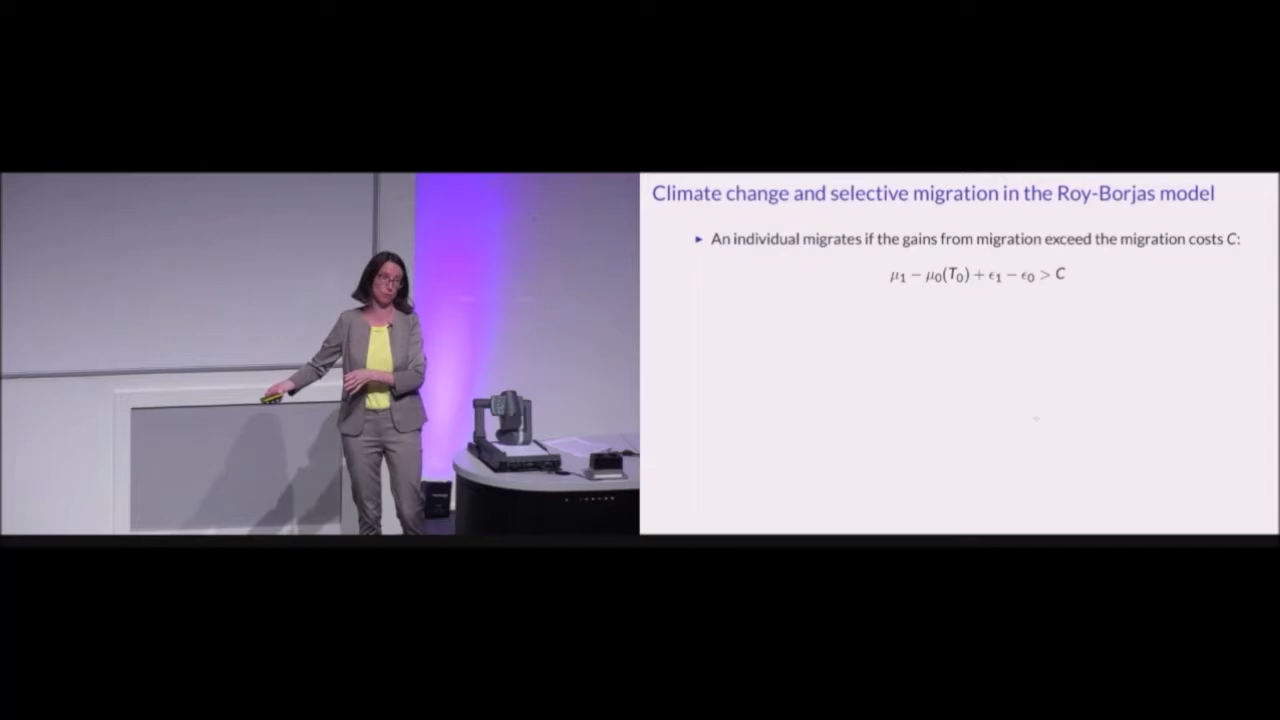 Climate change and selective migration in the Roy-Borjas model
► An individual migrates if the gains from migration exceed the migration costs C:
μ₁ − μ₀(T₀) + ϵ₁ − ϵ₀ > C